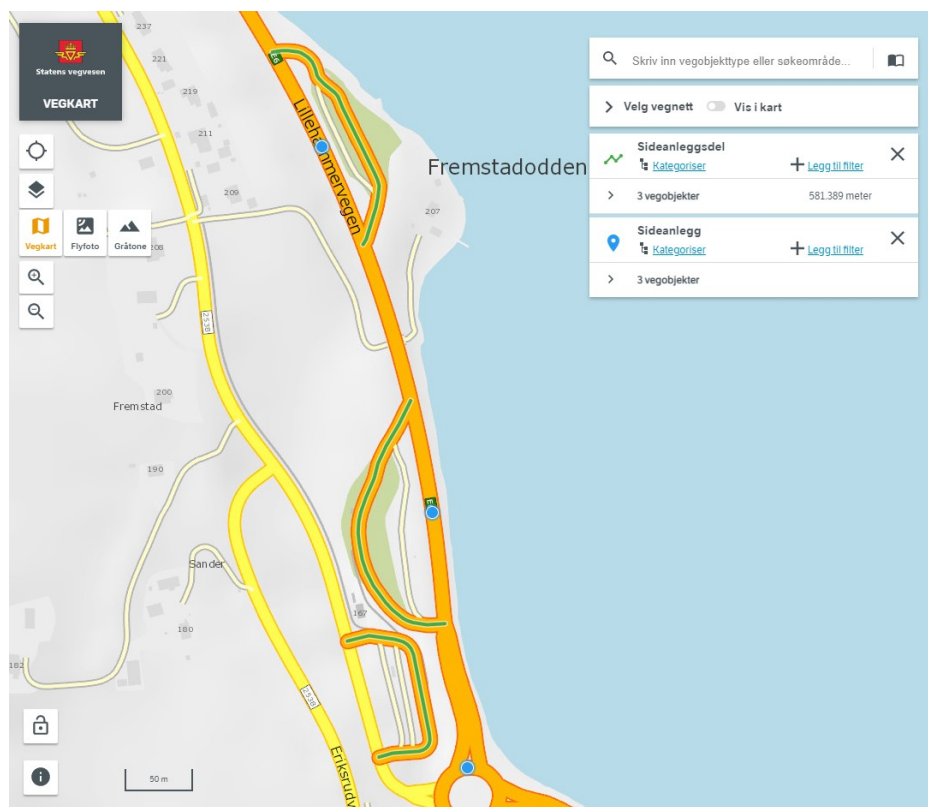 Statens vegvesen
VEGKART
Vegkart
Flyfoto
Gråtone
Skriv inn vegobjekttype eller søkeområde...
Velg vegnett
Vis i kart
Sideanleggsdel
Kategoriser
Legg til filter
3 vegobjekter
581.389 meter
Sideanlegg
Kategoriser
Legg til filter
3 vegobjekter
237
221
219
211
209
208
207
E6
Lillehammervegen
Fremstadodden
2538
200
Fremstad
190
E
Sander
167
180
182
2538
Eriksrudv
50 m